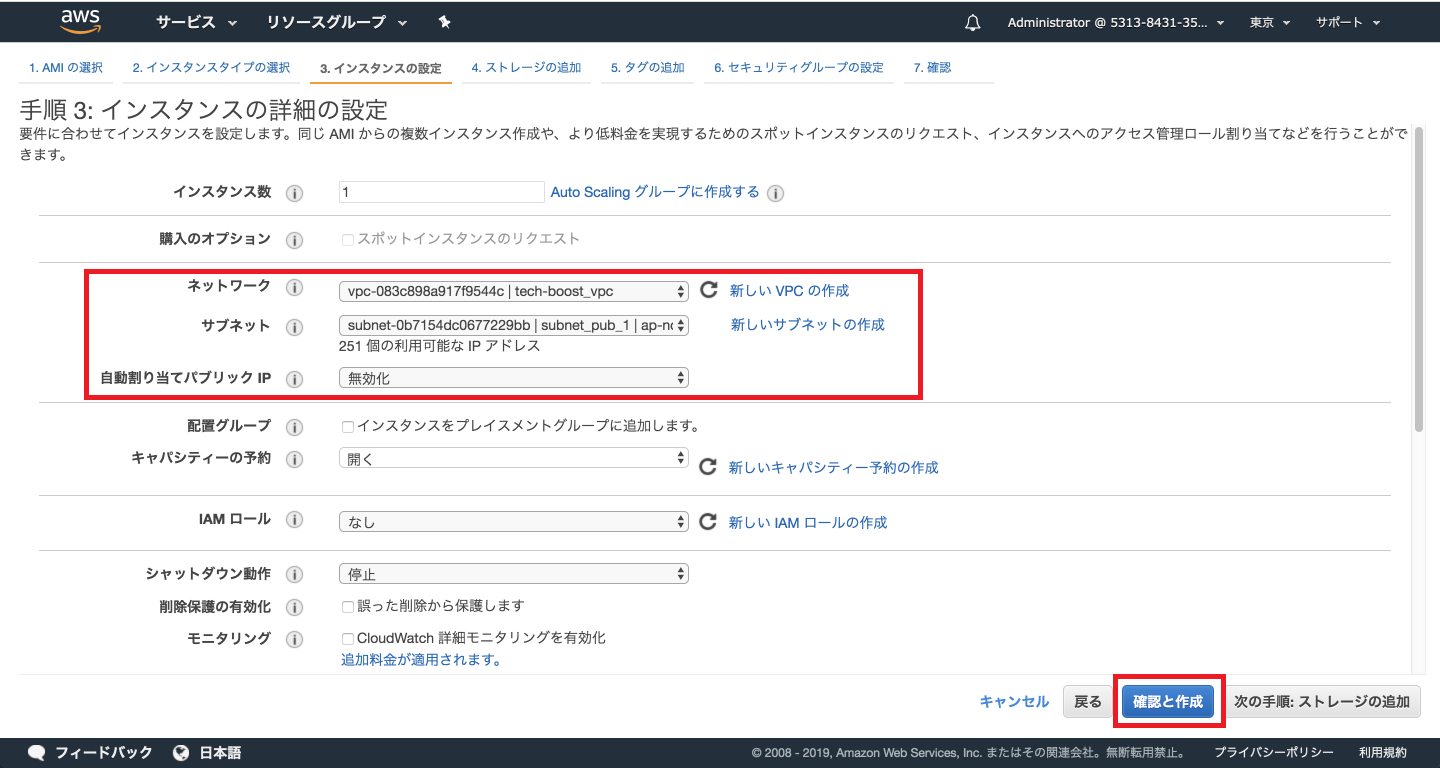 aws サービス リソースグループ Administrator @ 5313-8431-35... 東京 サポート
1. AMI の選択 2. インスタンスタイプの選択 3. インスタンスの設定 4. ストレージの追加 5. タグの追加 6. セキュリティグループの設定 7. 確認
手順 3: インスタンスの詳細の設定
要件に合わせてインスタンスを設定します。同じ AMI からの複数インスタンス作成や、より低料金を実現するためのスポットインスタンスのリクエスト、インスタンスへのアクセス管理ロール割り当てなどを行うことがで
きます。
インスタンス数 i 1 Auto Scaling グループに作成する i
購入のオプション i スポットインスタンスのリクエスト
ネットワーク i vpc-083c898a917f9544c | tech-boost_vpc 新しい VPC の作成
サブネット i subnet-0b7154dc0677229bb | subnet_pub_1 | ap-no 新しいサブネットの作成
251 個の利用可能な IP アドレス
自動割り当てパブリック IP i 無効化
配置グループ i インスタンスをプレイスメントグループに追加します。
キャパシティーの予約 i 開く 新しいキャパシティー予約の作成
IAM ロール i なし 新しい IAM ロールの作成
シャットダウン動作 i 停止
削除保護の有効化 i 誤った削除から保護します
モニタリング i CloudWatch 詳細モニタリングを有効化
追加料金が適用されます。
キャンセル 戻る 確認と作成 次の手順: ストレージの追加
フィードバック 日本語 © 2008 - 2019, Amazon Web Services, Inc. またはその関連会社。無断転用禁止。 プライバシーポリシー 利用規約